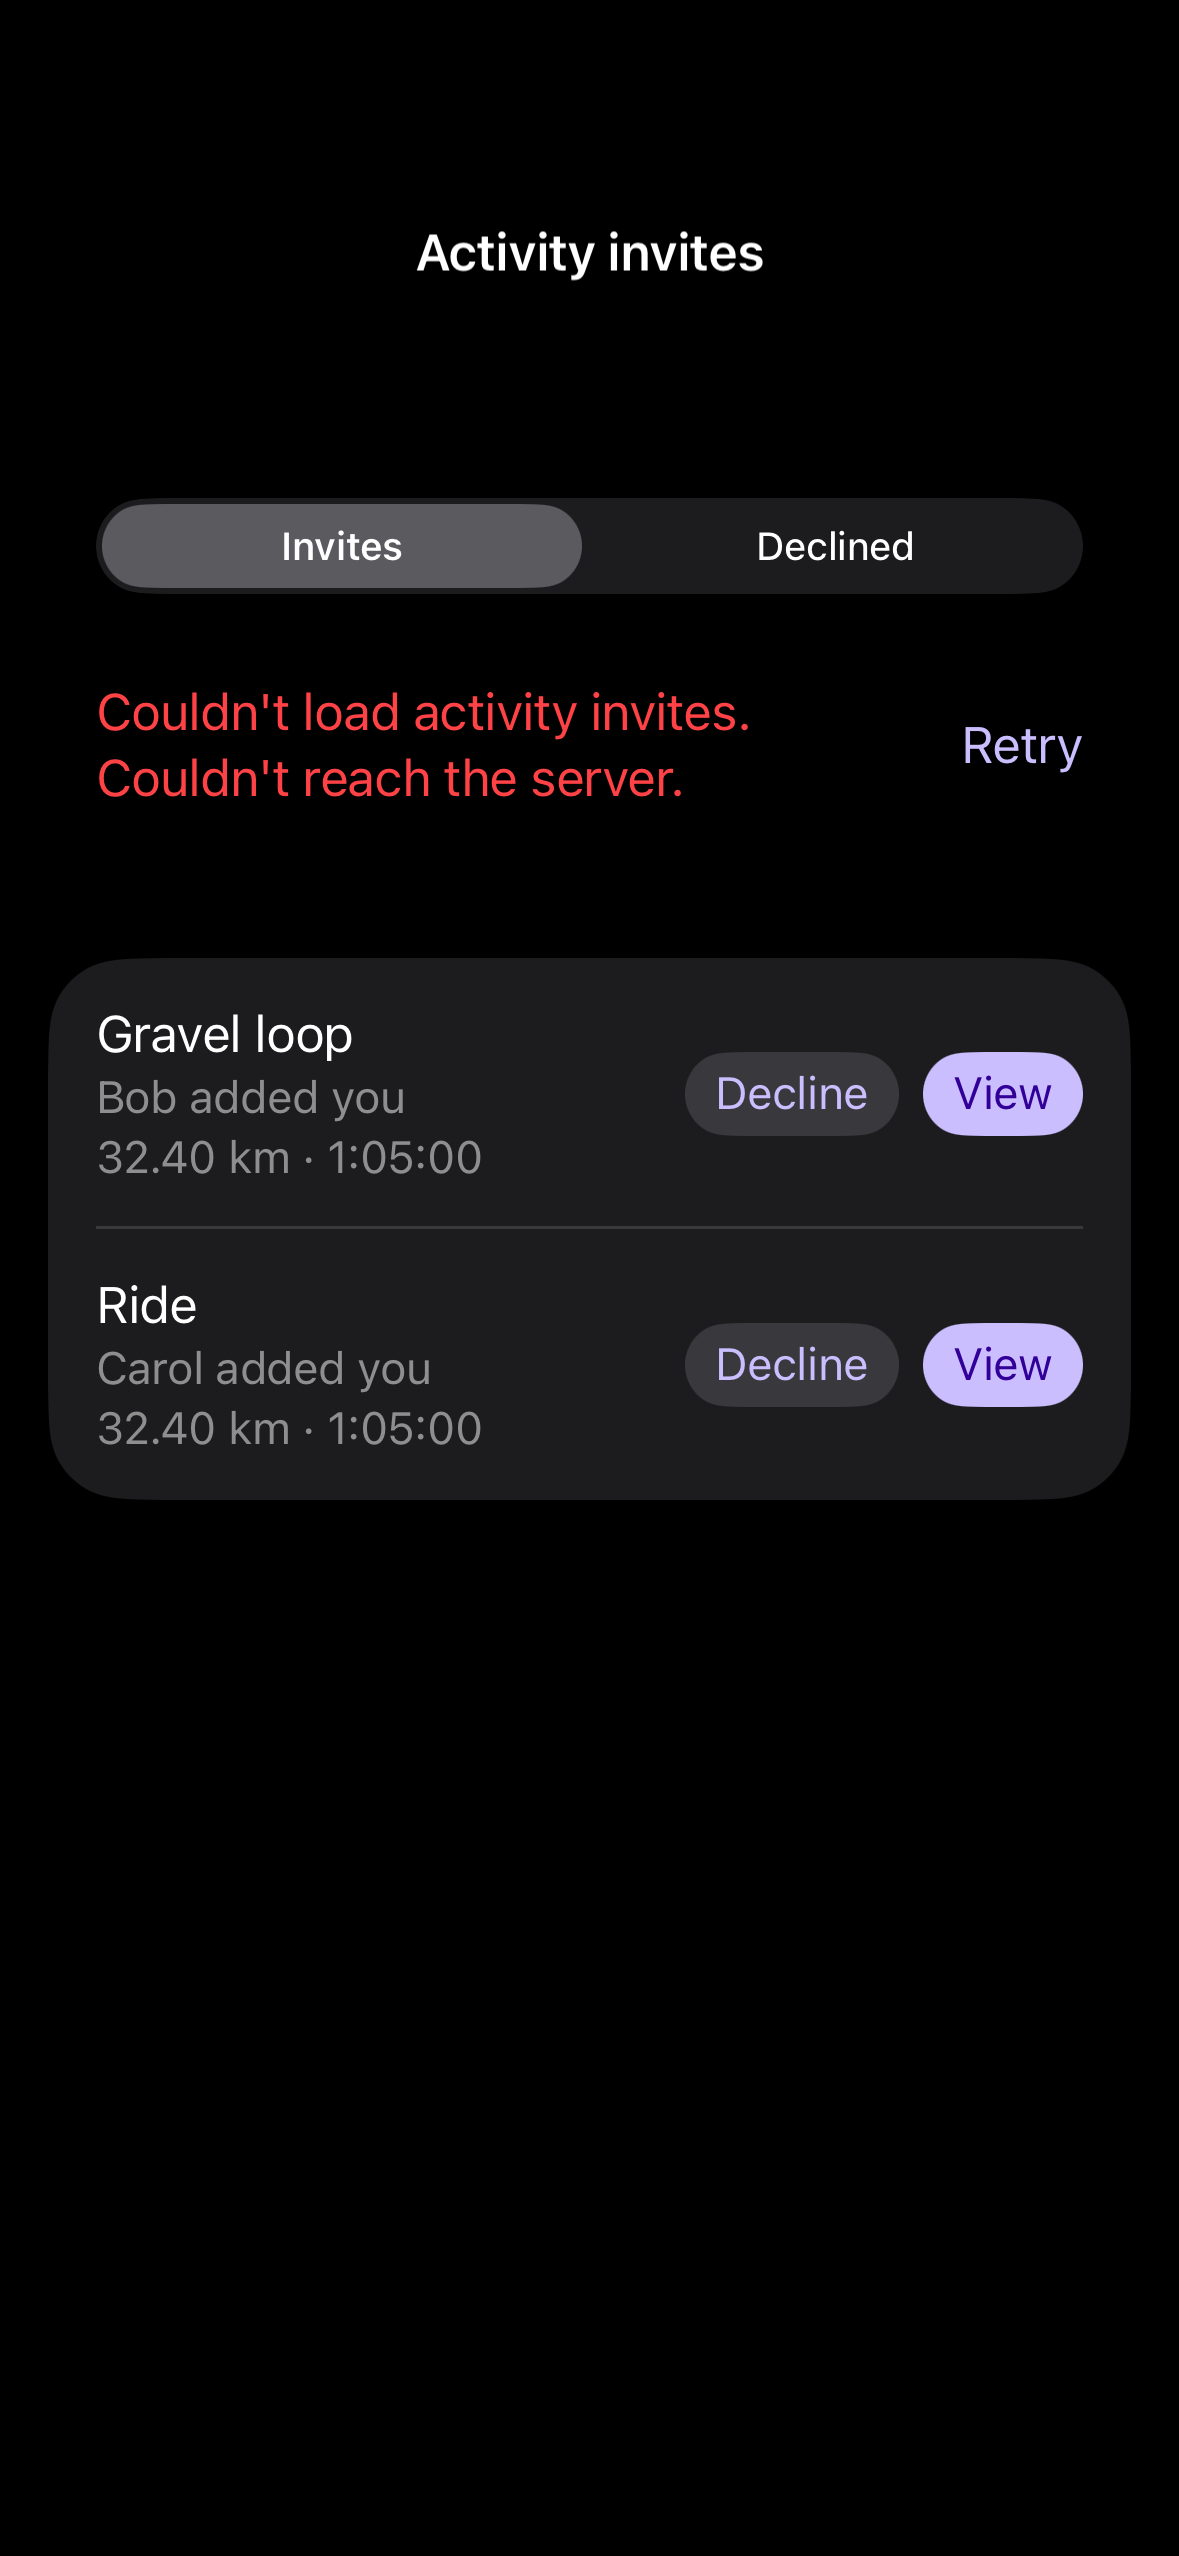 Activity invites
Invites
Declined
Couldn't load activity invites.
Couldn't reach the server.
Retry
Gravel loop
Bob added you
32.40 km · 1:05:00
Decline
View
Ride
Carol added you
32.40 km · 1:05:00
Decline
View